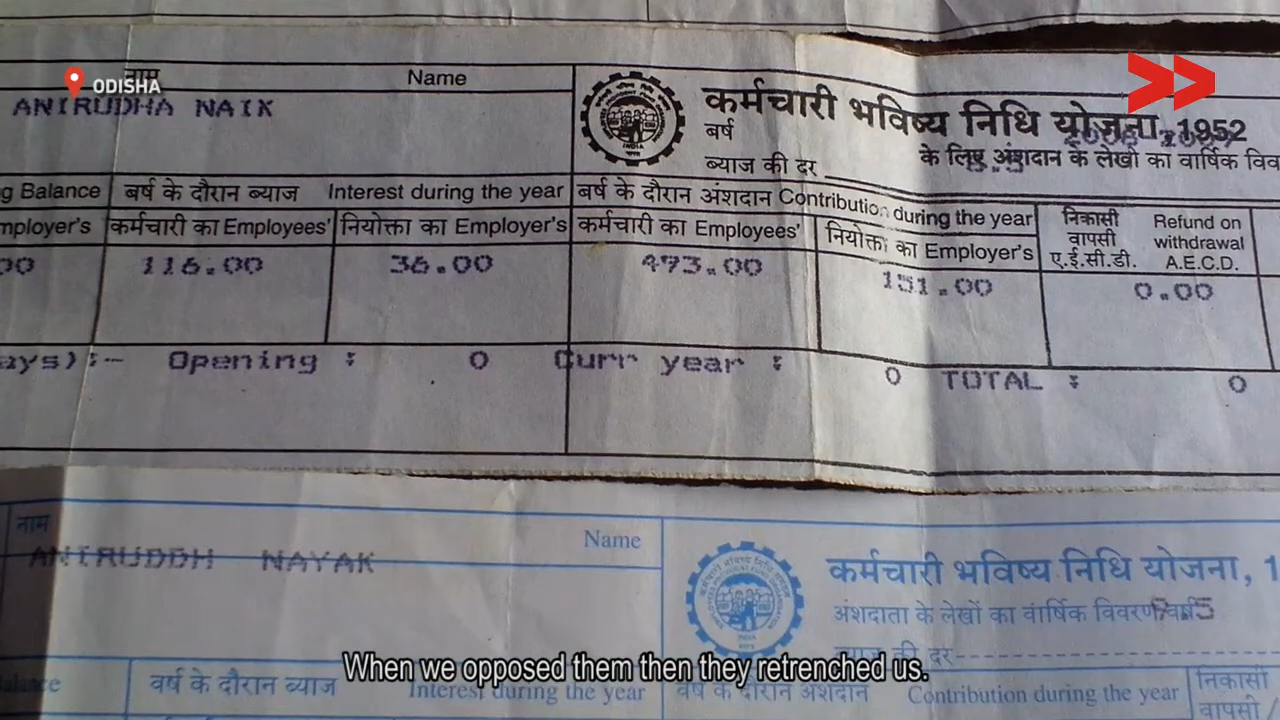 ODISHA
नाम Name
ANIRUDHA NAIK
कर्मचारी भविष्य निधि योजना, 1952
वर्ष
ब्याज की दर के लिए अंशदान के लेखों का वार्षिक विव
g Balance वर्ष के दौरान ब्याज Interest during the year वर्ष के दौरान अंशदान Contribution during the year
mployer's कर्मचारी का Employees' नियोक्ता का Employer's कर्मचारी का Employees' नियोक्ता का Employer's
निकासी Refund on
वापसी withdrawal
ए.ई.सी.डी. A.E.C.D.
00 116.00 36.00 493.00 151.00 0.00
ays):- Opening : 0 Curr year : 0 TOTAL : 0
नाम Name
ANIRUDDH NAYAK
INDIA
कर्मचारी भविष्य निधि योजना, 1
अंशदाता के लेखों का वार्षिक विवरण वर्ष
की दर
When we opposed them then they retrenched us.
वर्ष के दौरान ब्याज Interest during the year वर्ष के दौरान अंशदान Contribution during the year
निकासी
वापसी